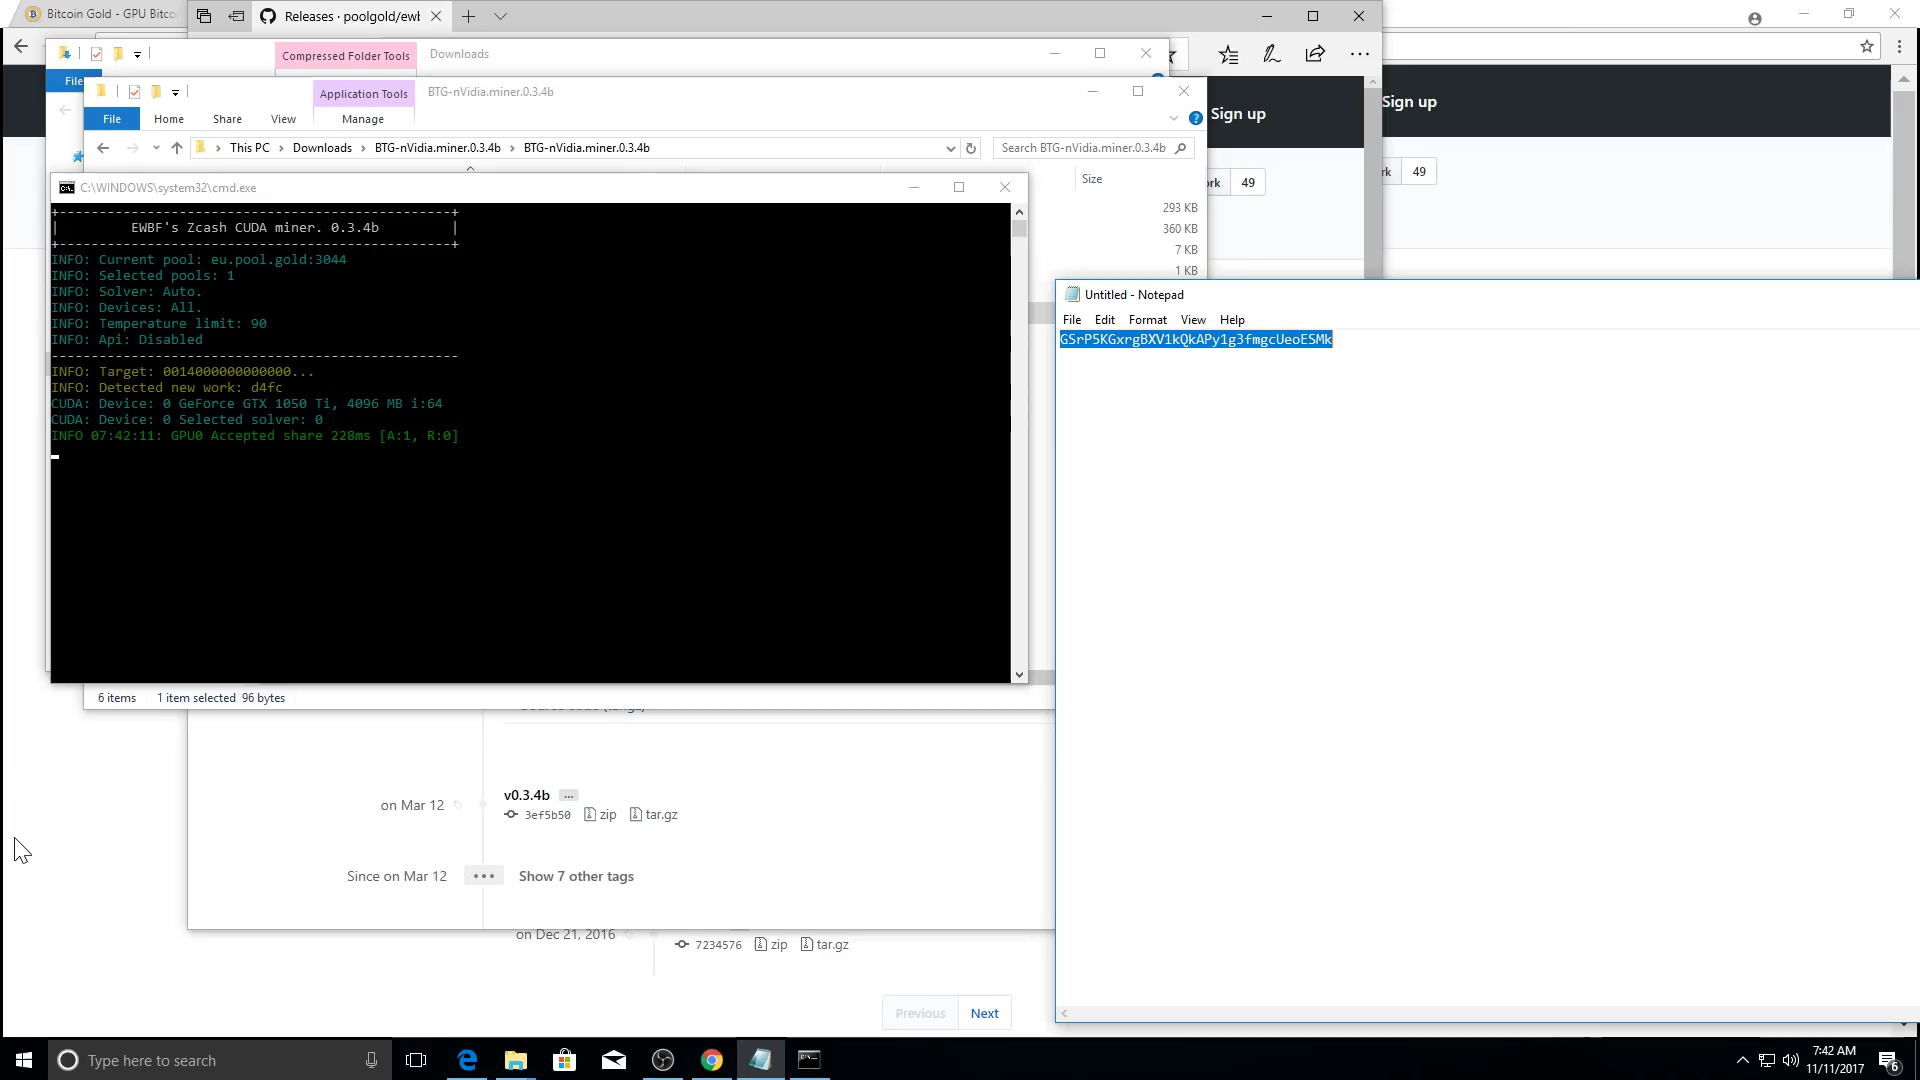 Bitcoin Gold - GPU Bitco
Releases · poolgold/ewb
Compressed Folder Tools
Downloads
File
Application Tools
BTG-nVidia.miner.0.3.4b
File
Home
Share
View
Manage
Sign up
Sign up
This PC > Downloads > BTG-nVidia.miner.0.3.4b > BTG-nVidia.miner.0.3.4b
Search BTG-nVidia.miner.0.3.4b
rk 49
rk 49
Size
293 KB
360 KB
7 KB
1 KB
C:\WINDOWS\system32\cmd.exe
+-------------------------------------------------+
| EWBF's Zcash CUDA miner. 0.3.4b |
+-------------------------------------------------+
INFO: Current pool: eu.pool.gold:3044
INFO: Selected pools: 1
INFO: Solver: Auto.
INFO: Devices: All.
INFO: Temperature limit: 90
INFO: Api: Disabled
---------------------------------------------------
INFO: Target: 0014000000000000...
INFO: Detected new work: d4fc
CUDA: Device: 0 GeForce GTX 1050 Ti, 4096 MB i:64
CUDA: Device: 0 Selected solver: 0
INFO 07:42:11: GPU0 Accepted share 228ms [A:1, R:0]
Untitled - Notepad
File Edit Format View Help
GSrP5KGxrgBXV1kQkAPy1g3fmgcUeoESMk
6 items 1 item selected 96 bytes
on Mar 12
v0.3.4b ...
3ef5b50 zip tar.gz
Since on Mar 12
Show 7 other tags
on Dec 21, 2016
7234576 zip tar.gz
Previous Next
Type here to search
7:42 AM
11/11/2017
6